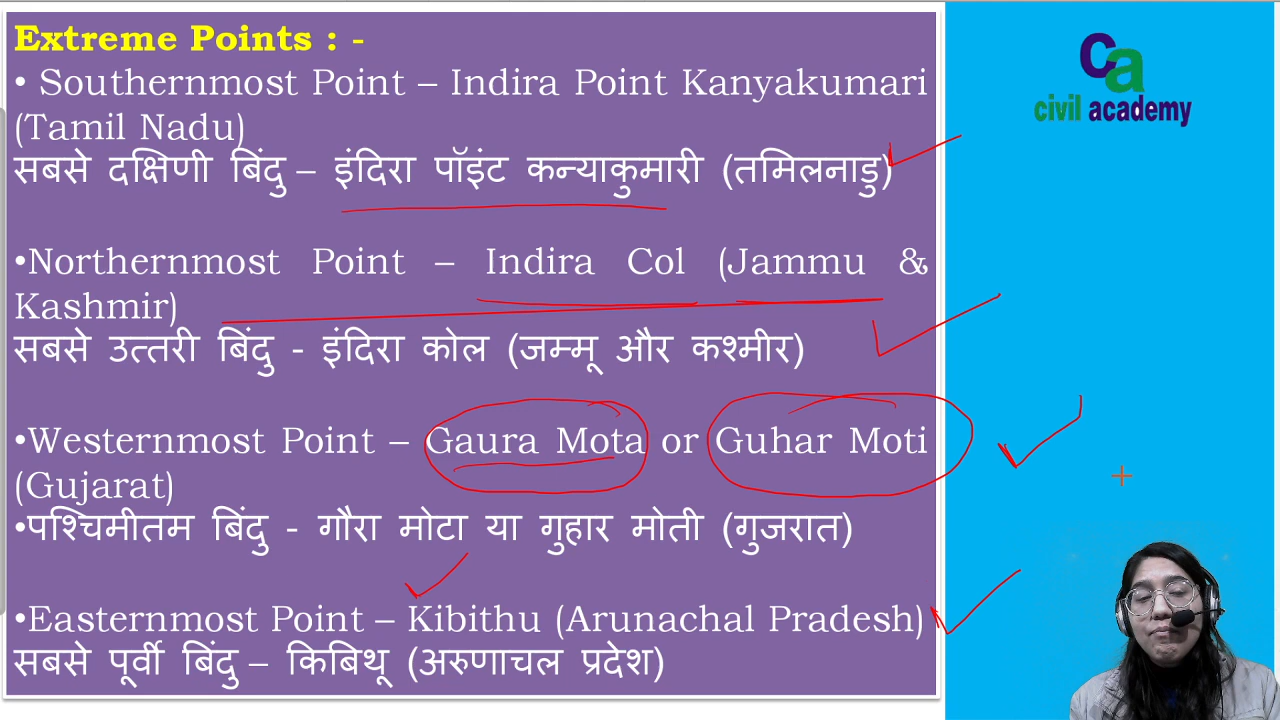 Extreme Points : -
• Southernmost Point – Indira Point Kanyakumari
(Tamil Nadu)
सबसे दक्षिणी बिंदु – इंदिरा पॉइंट कन्याकुमारी (तमिलनाडु)
•Northernmost Point – Indira Col (Jammu &
Kashmir)
सबसे उत्तरी बिंदु - इंदिरा कोल (जम्मू और कश्मीर)
•Westernmost Point – Gaura Mota or Guhar Moti
(Gujarat)
•पश्चिमीतम बिंदु - गौरा मोटा या गुहार मोती (गुजरात)
•Easternmost Point – Kibithu (Arunachal Pradesh)
सबसे पूर्वी बिंदु – किबिथू (अरुणाचल प्रदेश)
ca
civil academy